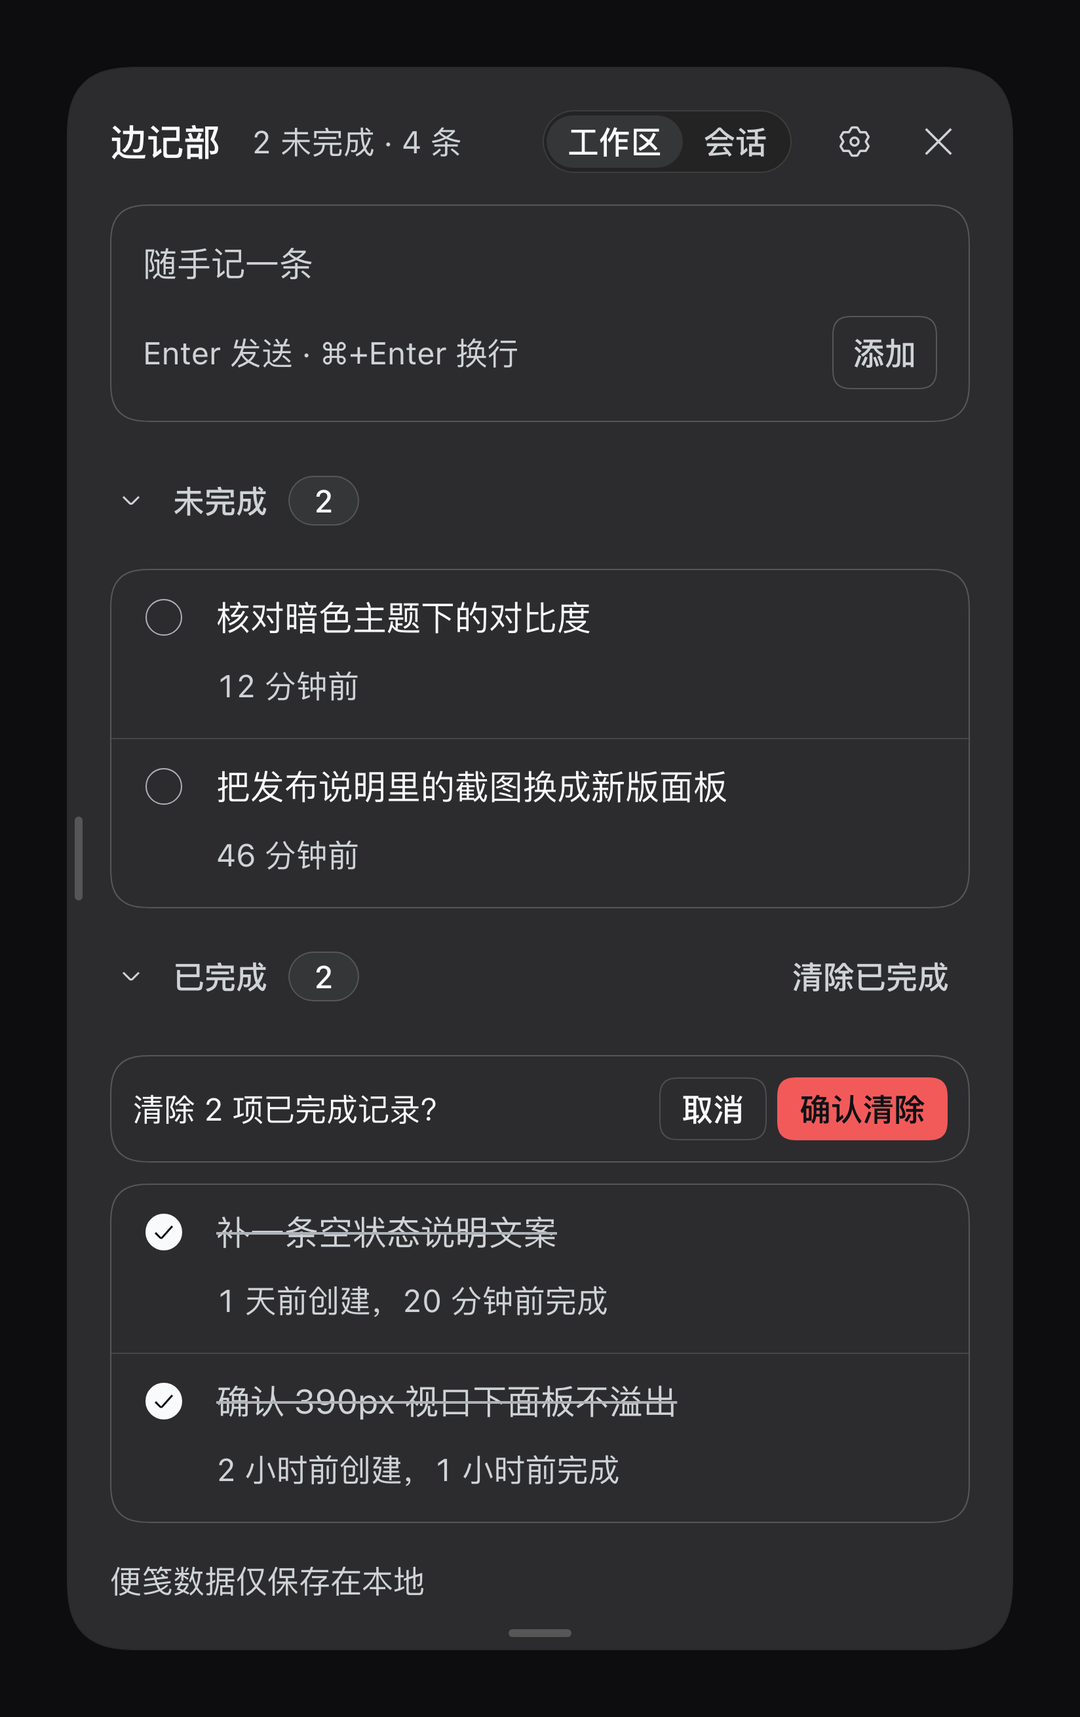 边记部 2 未完成 · 4 条 工作区 会话
随手记一条
Enter 发送 · ⌘+Enter 换行 添加
未完成 2
核对暗色主题下的对比度
12 分钟前
把发布说明里的截图换成新版面板
46 分钟前
已完成 2 清除已完成
清除 2 项已完成记录? 取消 确认清除
补一条空状态说明文案
1 天前创建，20 分钟前完成
确认 390px 视口下面板不溢出
2 小时前创建，1 小时前完成
便笺数据仅保存在本地